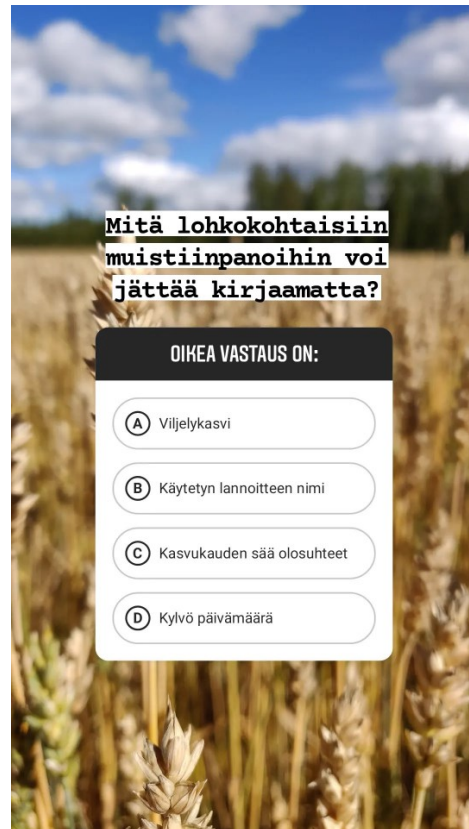 Mitä lohkokohtaisiin
muistiinpanoihin voi
jättää kirjaamatta?
OIKEA VASTAUS ON:
A Viljelykasvi
B Käytetyn lannoitteen nimi
C Kasvukauden sää olosuhteet
D Kylvö päivämäärä